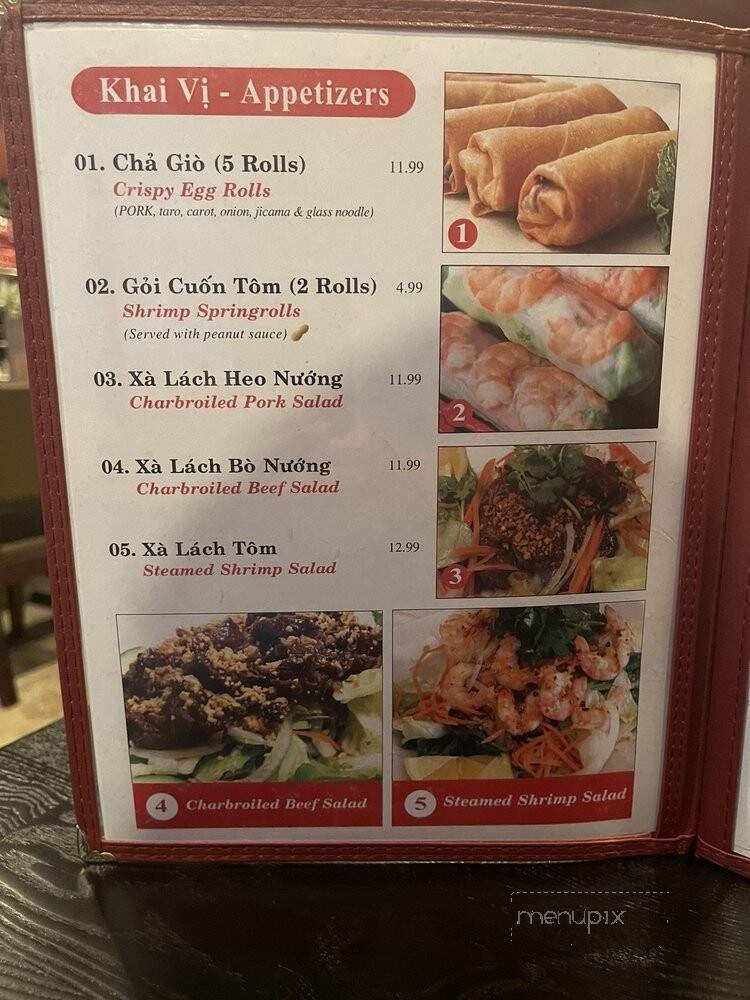 Khai Vị - Appetizers
01. Chả Giò (5 Rolls) 11.99
Crispy Egg Rolls
(PORK, taro, carot, onion, jicama & glass noodle)
1
02. Gỏi Cuốn Tôm (2 Rolls) 4.99
Shrimp Springrolls
(Served with peanut sauce)
2
03. Xà Lách Heo Nướng 11.99
Charbroiled Pork Salad
04. Xà Lách Bò Nướng 11.99
Charbroiled Beef Salad
3
05. Xà Lách Tôm 12.99
Steamed Shrimp Salad
4 Charbroiled Beef Salad
5 Steamed Shrimp Salad
menupix